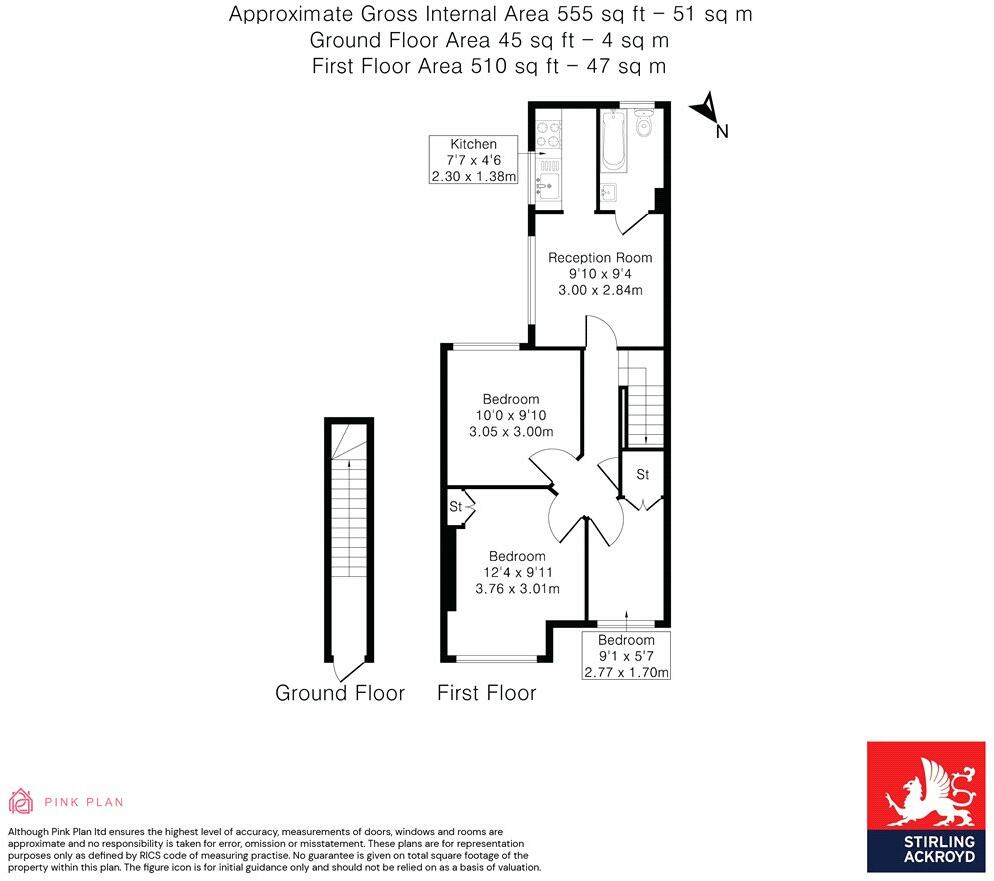 Approximate Gross Internal Area 555 sq ft – 51 sq m
Ground Floor Area 45 sq ft – 4 sq m
First Floor Area 510 sq ft – 47 sq m
N
Kitchen
7'7 x 4'6
2.30 x 1.38m
Reception Room
9'10 x 9'4
3.00 x 2.84m
Bedroom
10'0 x 9'10
3.05 x 3.00m
St
St
Bedroom
12'4 x 9'11
3.76 x 3.01m
Bedroom
9'1 x 5'7
2.77 x 1.70m
Ground Floor
First Floor
PINK PLAN
Although Pink Plan ltd ensures the highest level of accuracy, measurements of doors, windows and rooms are
approximate and no responsibility is taken for error, omission or misstatement. These plans are for representation
purposes only as defined by RICS code of measuring practise. No guarantee is given on total square footage of the
property within this plan. The figure icon is for initial guidance only and should not be relied on as a basis of valuation.
STIRLING
ACKROYD